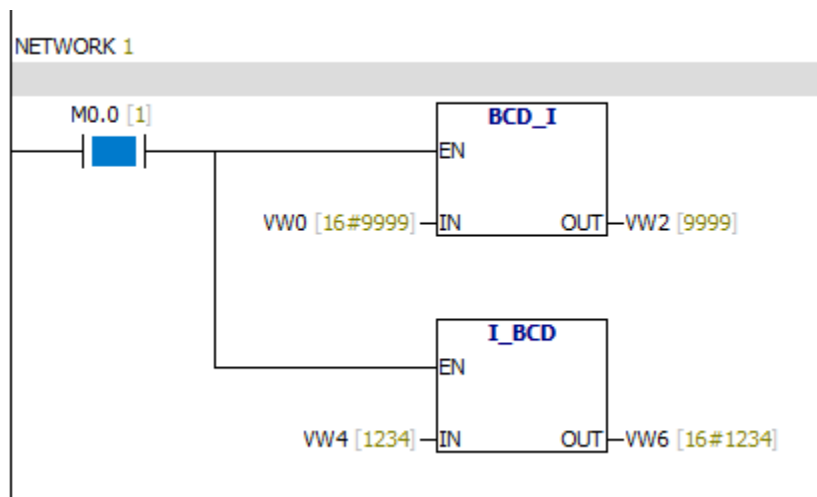 NETWORK 1
M0.0 [1]
BCD_I
EN
VW0 [16#9999] IN OUT VW2 [9999]
I_BCD
EN
VW4 [1234] IN OUT VW6 [16#1234]